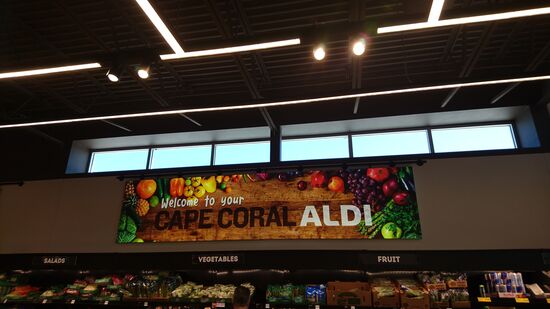 Welcome to your
CAPE CORAL ALDI
SALADS
VEGETABLES
FRUIT